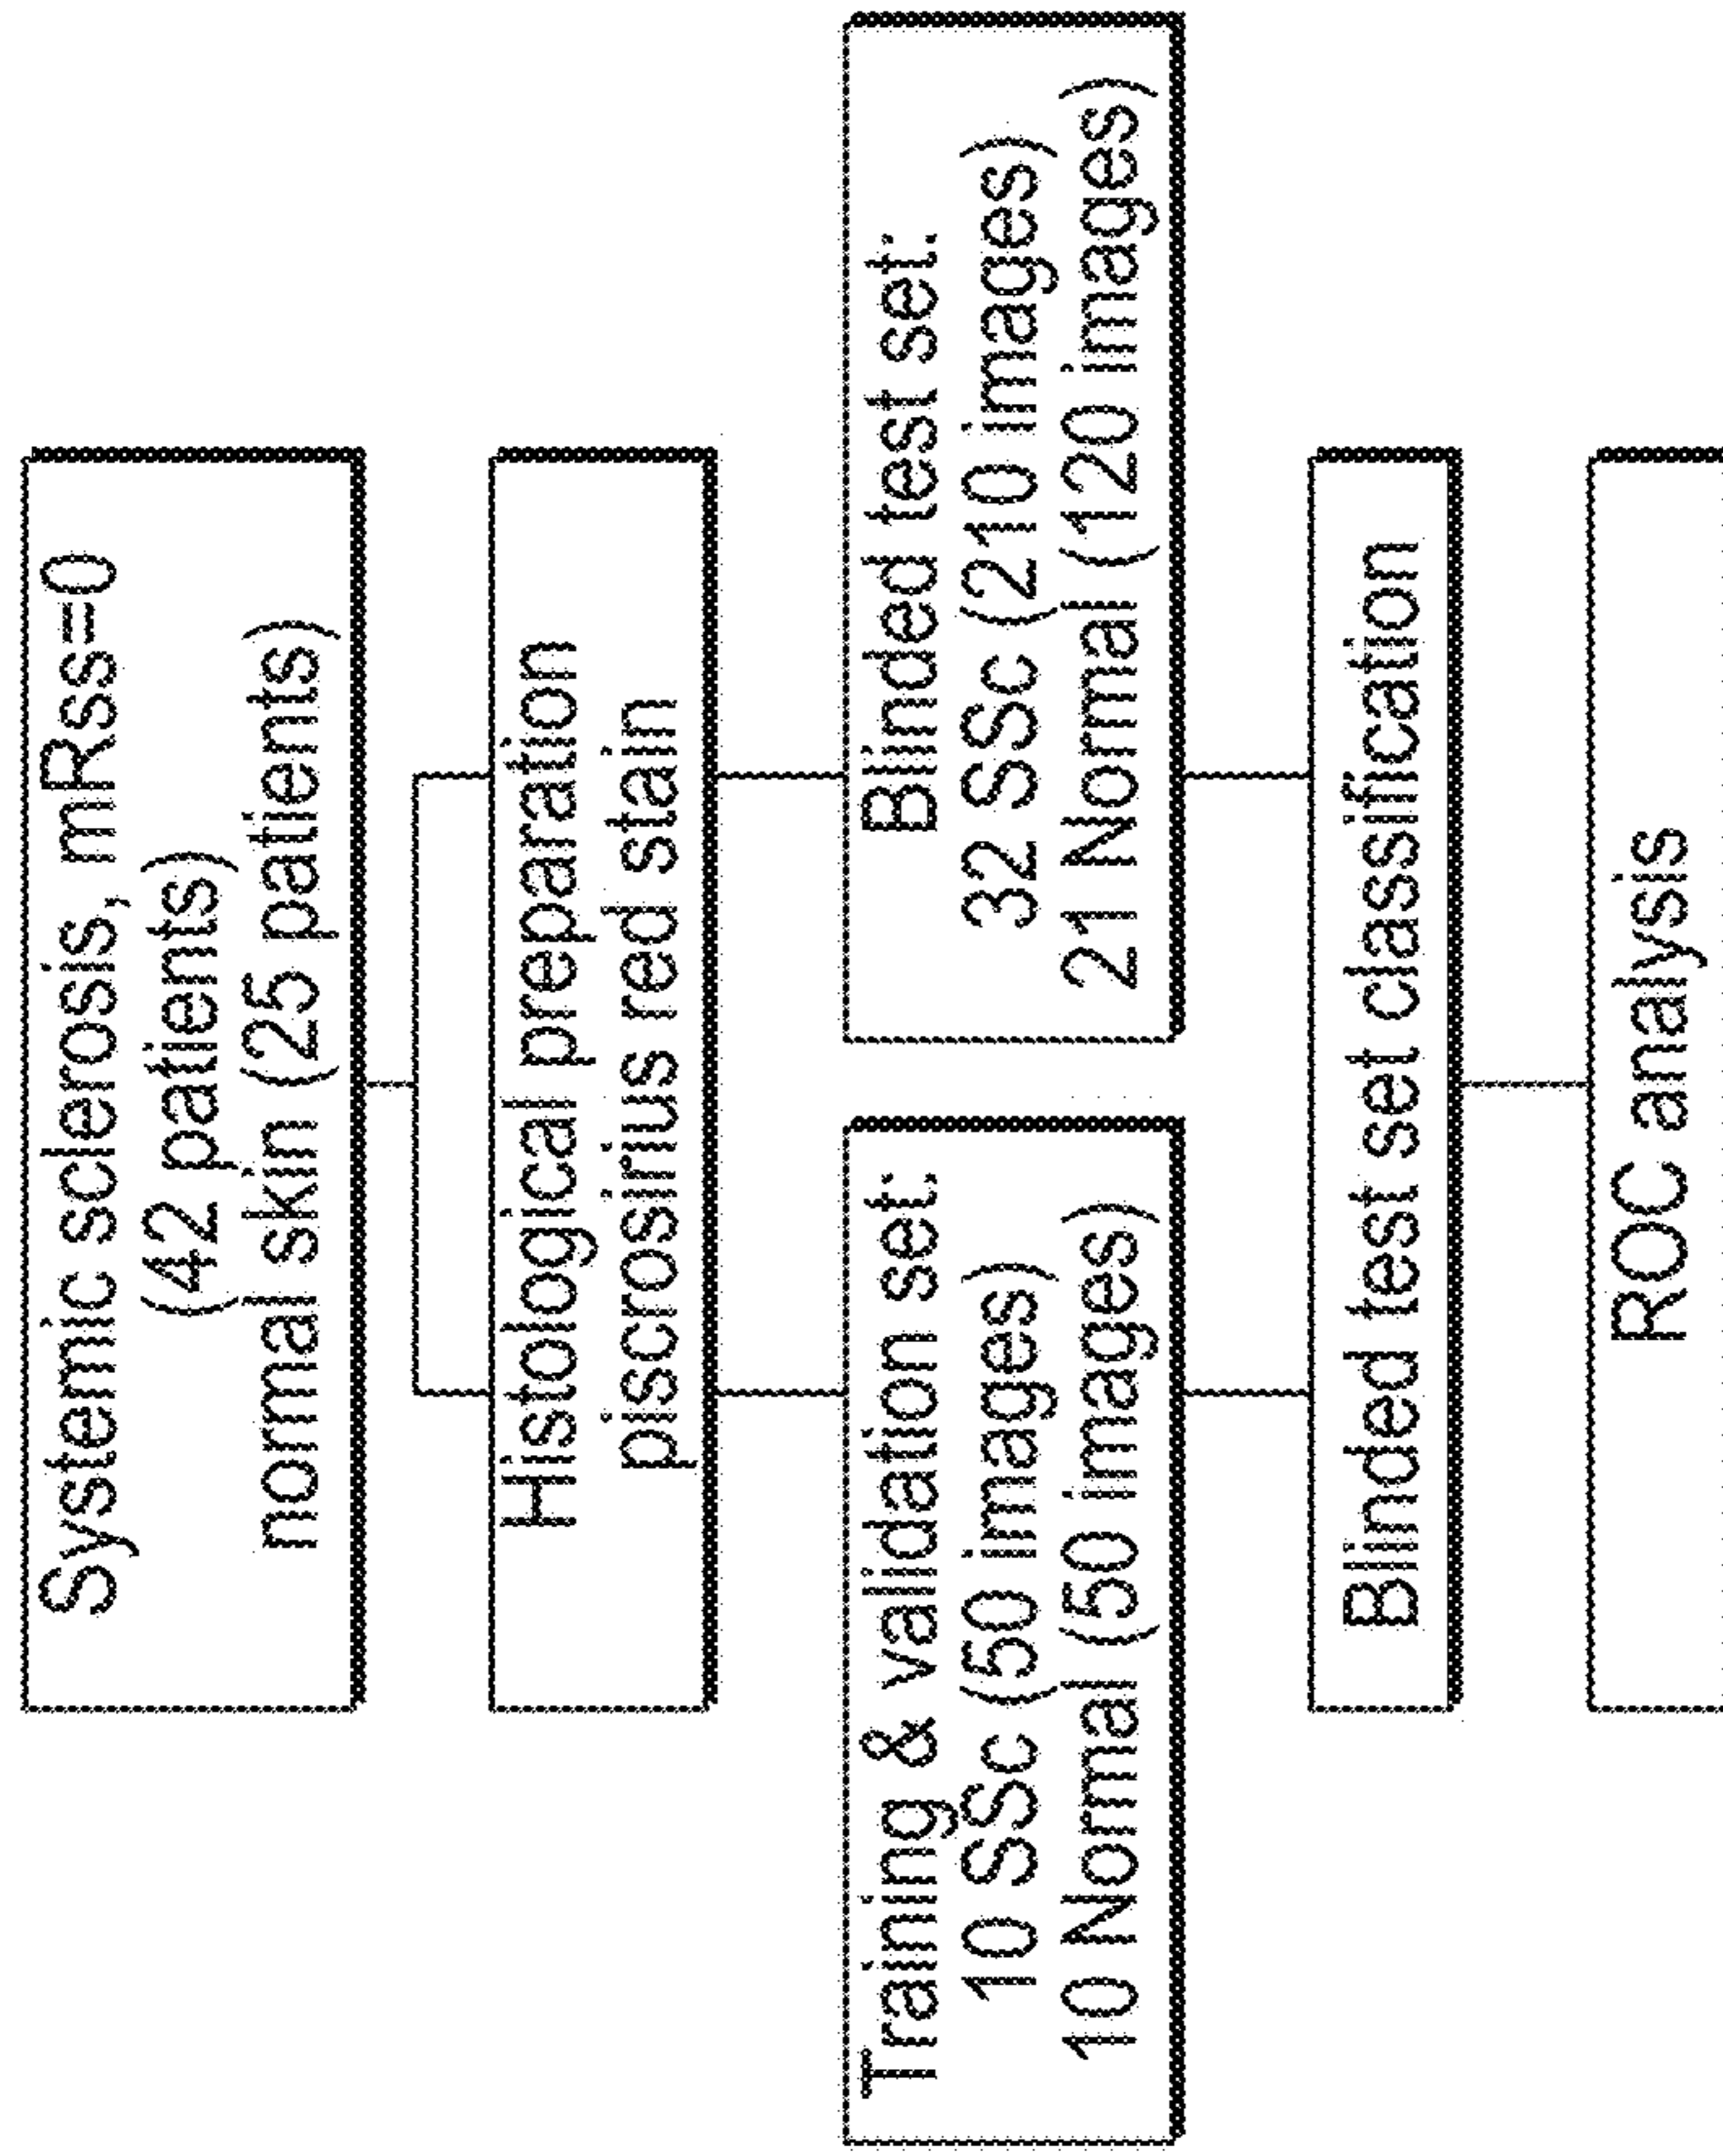 Systemic sclerosis, mRss=0
(42 patients)
normal skin (25 patients)
Histological preparation
piscrosirius red stain
Training & validation set:
10 SSc (50 images)
10 Normal (50 images)
Blinded test set:
32 SSc (210 images)
21 Normal (120 images)
Blinded test set classification
ROC analysis